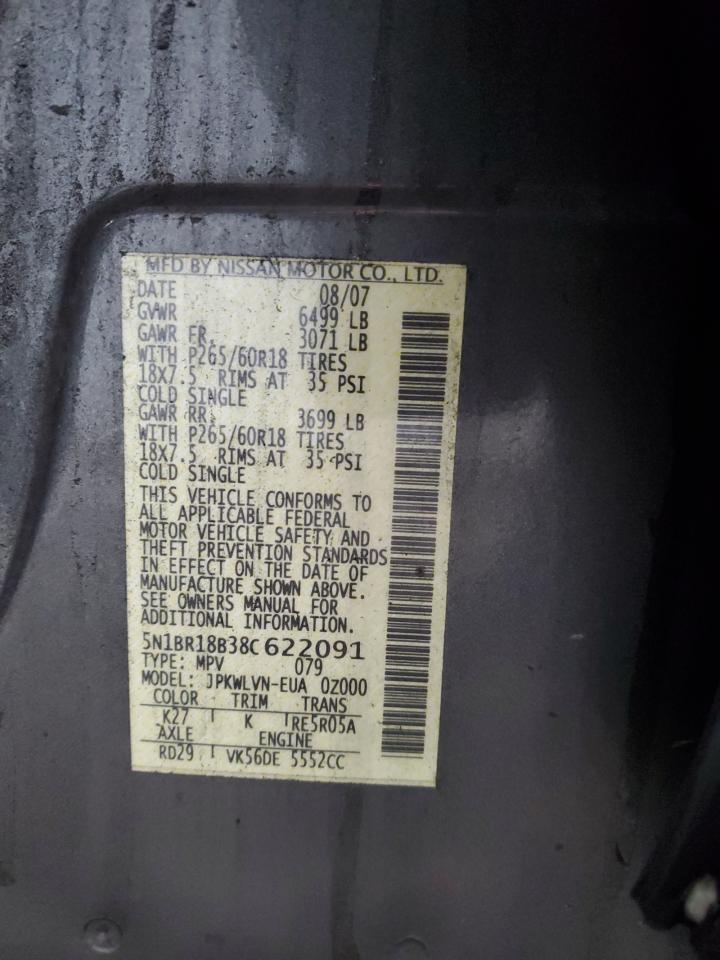 MFD BY NISSAN MOTOR CO., LTD.
DATE 08/07
GVWR 6499 LB
GAWR FR. 3071 LB
WITH P265/60R18 TIRES
18X7.5 RIMS AT 35 PSI
COLD SINGLE
GAWR RR. 3699 LB
WITH P265/60R18 TIRES
18X7.5 RIMS AT 35 PSI
COLD SINGLE
THIS VEHICLE CONFORMS TO
ALL APPLICABLE FEDERAL
MOTOR VEHICLE SAFETY AND
THEFT PREVENTION STANDARDS
IN EFFECT ON THE DATE OF
MANUFACTURE SHOWN ABOVE.
SEE OWNERS MANUAL FOR
ADDITIONAL INFORMATION.
5N1BR18B38C622091
TYPE: MPV 079
MODEL: JPKWLVN-EUA 0Z000
COLOR TRIM TRANS
K27 K RE5R05A
AXLE ENGINE
RD29 VK56DE 5552CC